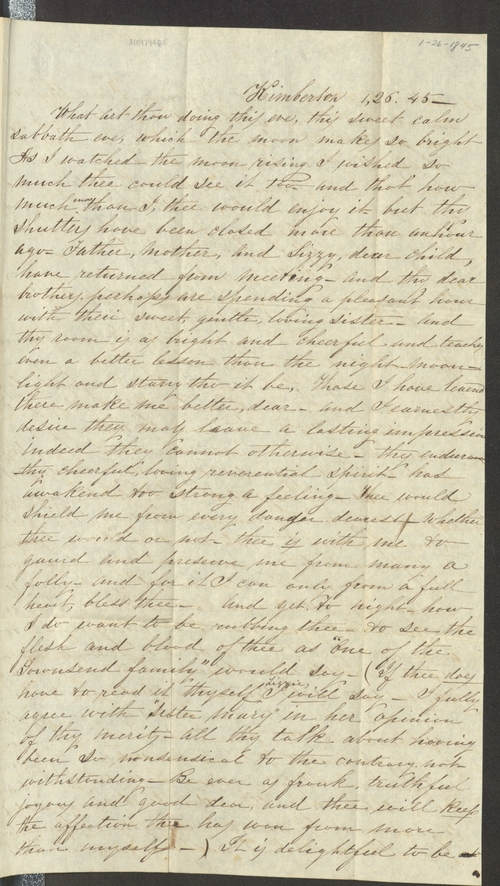 1-26-1845
Kimberton 1,26.45—
What art thou doing this eve, this sweet calm
Sabbath eve, which the moon makes so bright
As I watched the moon rising I wished so
much thee could see it too— and that how
much more than I, thee would enjoy it— but thy
shutters have been closed more than an hour
ago— Father, Mother, and Lizzy, dear child,
have returned from meeting— and thy dear
brothers, perhaps are spending a pleasant hour
with their sweet, gentle, loving sister— and
thy room is as bright and cheerful and teaches
even a better lesson than the night— moon—
light and starry tho it be, Those I have learnd
there make me better, dear— and I earnestly
desire they may leave a lasting impression
indeed they cannot otherwise— thy endurance
thy cheerful, loving reverential spirit— has
awakend too strong a feeling— Thee would
shield me from every danger dearest— whether
thee would or not— thee is with me to
guard and preserve me from many a
folly— and for it I can only from a full
heart, bless thee— And yet, to night— how
I do want to be rubbing thee— to see the
flesh and blood of thee as "One of the
Townsend family" would say— (If thee does
have to read it thyself, Lizzie I will say— I fully
agree with "Sister Mary" in her opinion
of thy merits— all thy talk about having
been so nonsensical to the contrary not
withstanding— Be ever as frank, truthful
joyous and good dear, and thee will keep
the affection thee has won from more
than myself—) It is delightful to be